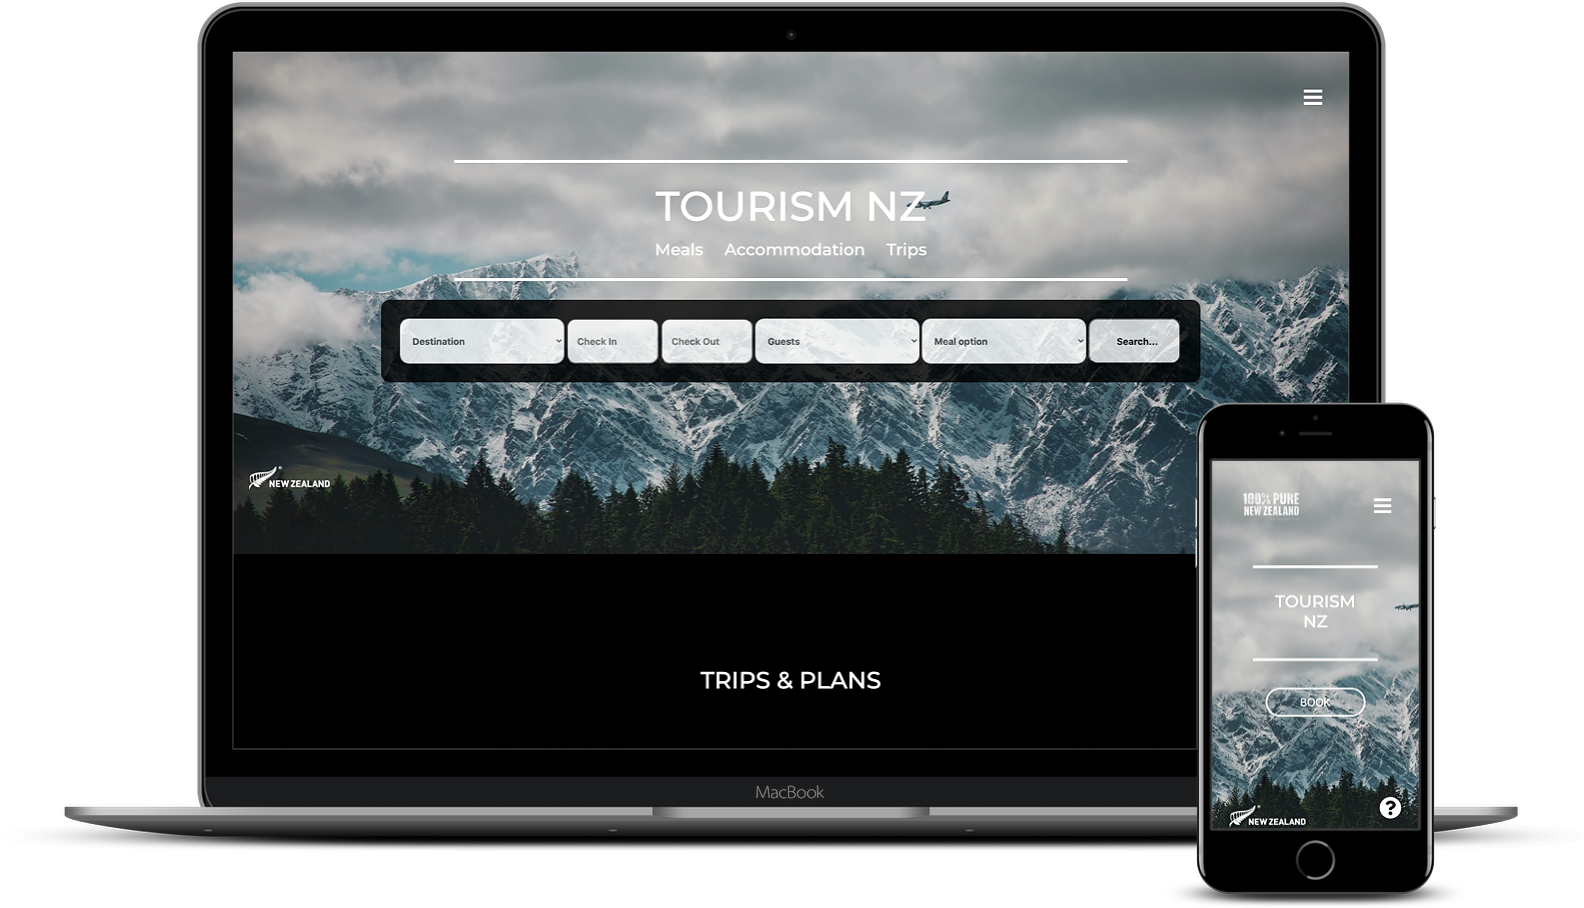 TOURISM NZ
Meals Accommodation Trips
Destination Check In Check Out Guests Meal option Search...
NEW ZEALAND
TRIPS & PLANS
MacBook
100% PURE
NEW ZEALAND
TOURISM
NZ
BOOK
NEW ZEALAND
?